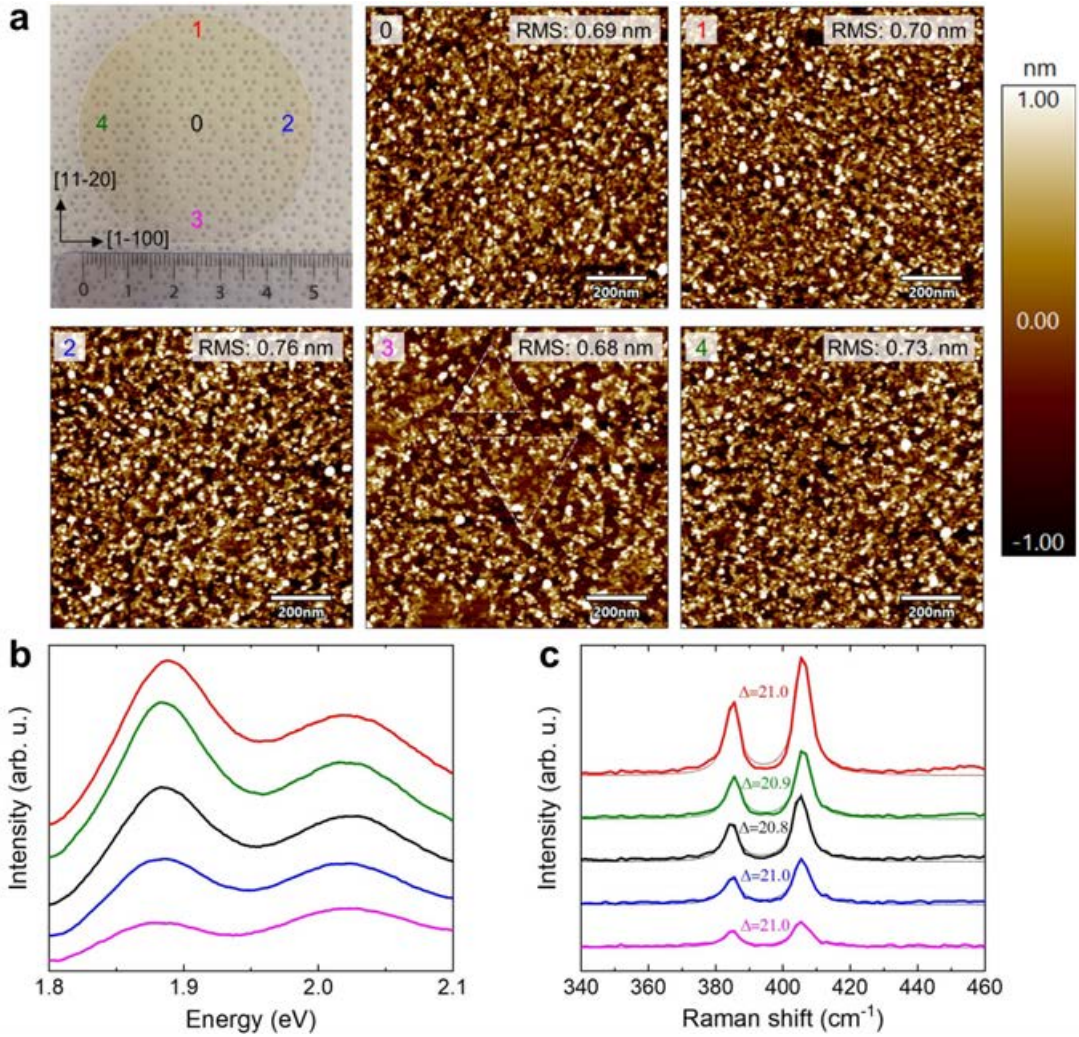 a
1
4
0
2
3
[11-20]
[1-100]
0 1 2 3 4 5
0
RMS: 0.69 nm
200nm
1
RMS: 0.70 nm
200nm
nm
1.00
0.00
-1.00
2
RMS: 0.76 nm
200nm
3
RMS: 0.68 nm
200nm
4
RMS: 0.73. nm
200nm
b
Intensity (arb. u.)
1.8 1.9 2.0 2.1
Energy (eV)
c
Intensity (arb. u.)
Δ=21.0
Δ=20.9
Δ=20.8
Δ=21.0
Δ=21.0
340 360 380 400 420 440 460
Raman shift (cm⁻¹)